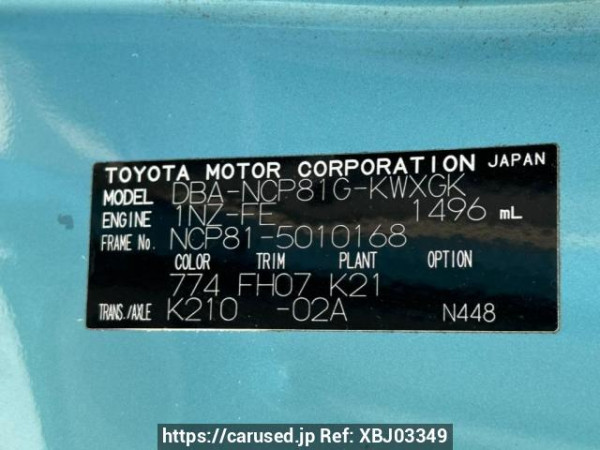 TOYOTA MOTOR CORPORATION JAPAN
MODEL DBA-NCP81G-KWXGK
ENGINE 1NZ-FE 1496 mL
FRAME No. NCP81-5010168
COLOR TRIM PLANT OPTION
774 FH07 K21
TRANS./AXLE K210 -02A N448
https://carused.jp Ref: XBJ03349